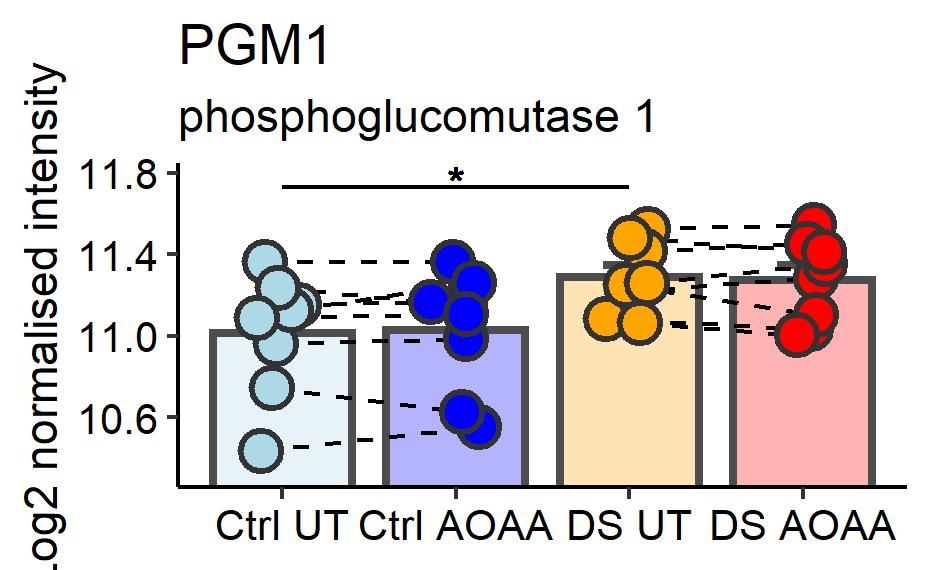 PGM1
phosphoglucomutase 1
og2 normalised intensity
11.8
*
11.4
11.0
10.6
Ctrl UT Ctrl AOAA DS UT DS AOAA